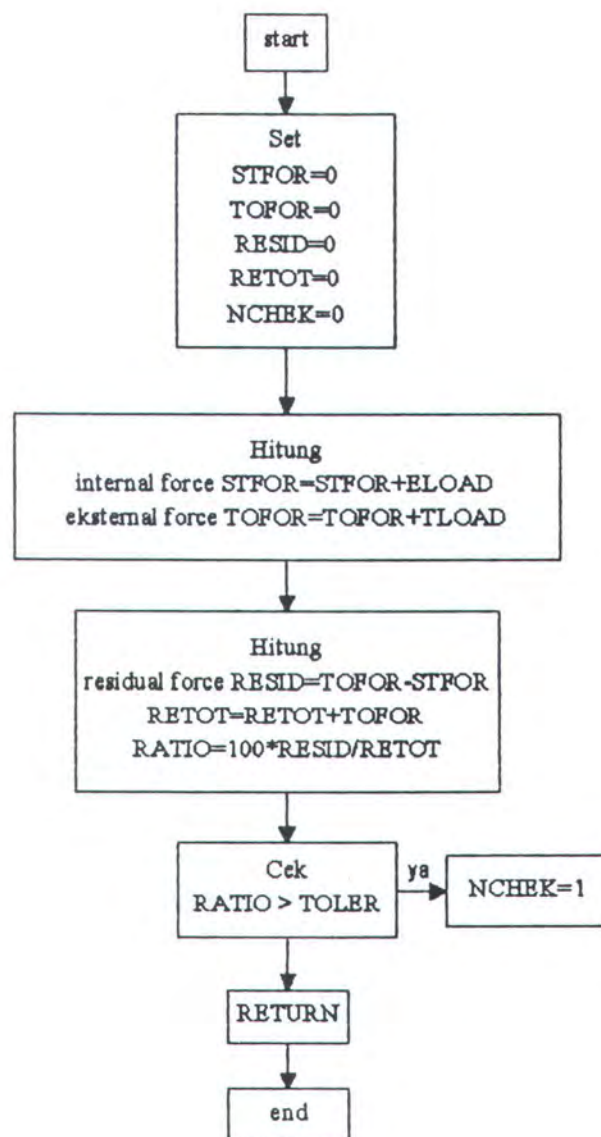 start
Set
STFOR=0
TOFOR=0
RESID=0
RETOT=0
NCHEK=0
Hitung
internal force STFOR=STFOR+ELOAD
eksternal force TOFOR=TOFOR+TLOAD
Hitung
residual force RESID=TOFOR-STFOR
RETOT=RETOT+TOFOR
RATIO=100*RESID/RETOT
Cek
RATIO > TOLER
ya
NCHEK=1
RETURN
end